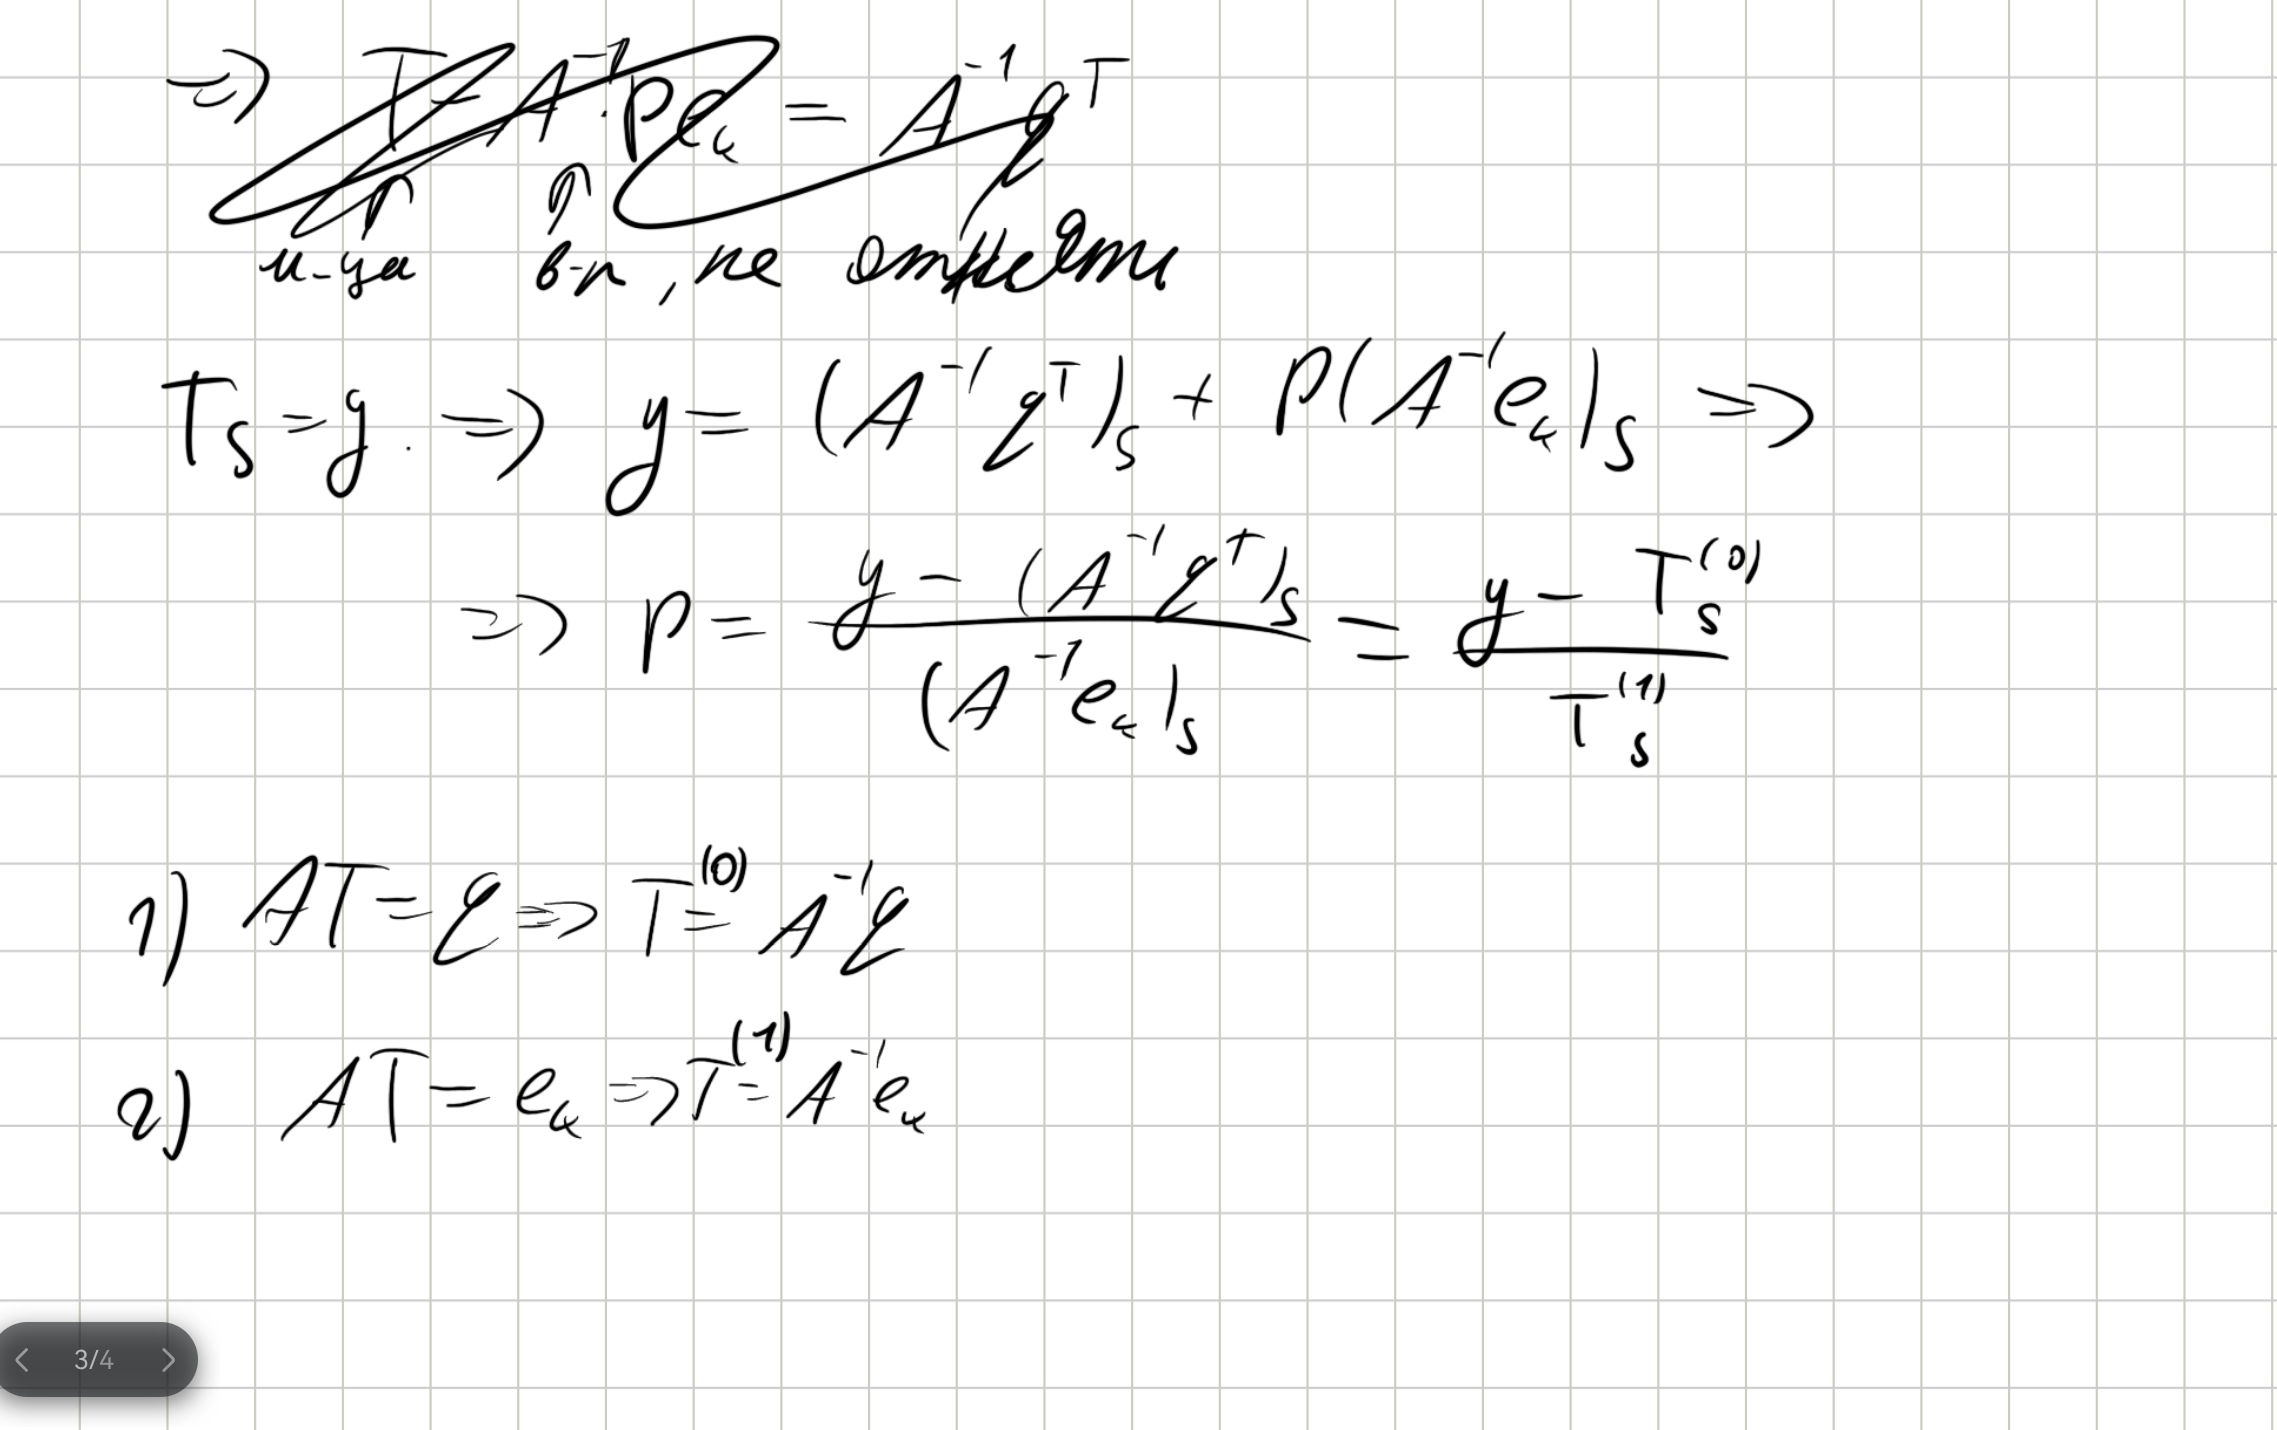 ⇒ T - A⁻¹·pe_k = A⁻¹q^T
м-ца в-р, не
T_s = y. ⇒ y = (A⁻¹q^T)_s + p(A⁻¹e_k)_s ⇒
⇒ p = (y - (A⁻¹q^T)_s) / (A⁻¹e_k)_s = (y - T_s^(0)) / T_s^(1)
1) AT = q ⇒ T^(0) = A⁻¹q
2) AT = e_k ⇒ T^(1) = A⁻¹e_k
3/4